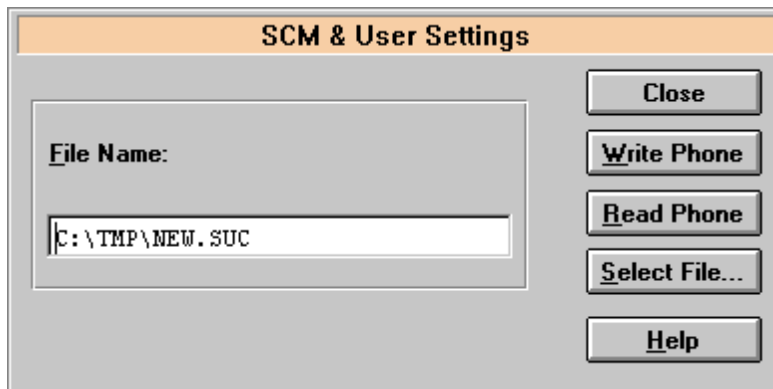 SCM & User Settings
Close
File Name:
Write Phone
Read Phone
C:\TMP\NEW.SUC
Select File...
Help